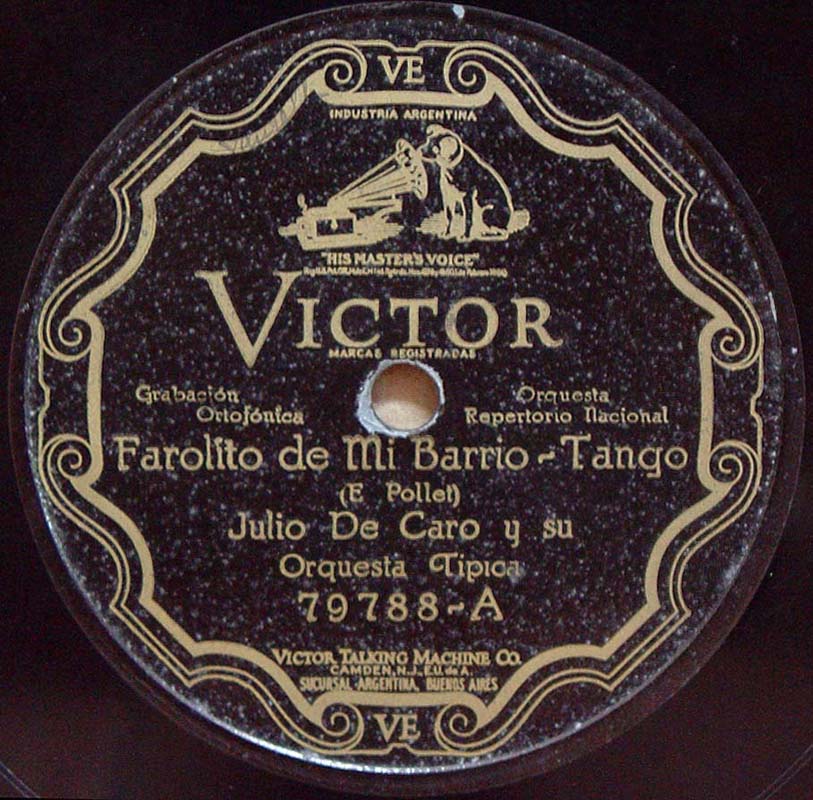 VE
INDUSTRIA ARGENTINA
"HIS MASTER'S VOICE"
VICTOR
MARCAS REGISTRADAS
Grabación Orquesta
Ortofónica Repertorio Nacional
Farolito de Mi Barrio - Tango
(E Pollet)
Julio De Caro y su
Orquesta Típica
79788-A
VICTOR TALKING MACHINE CO.
CAMDEN, N.J., E.U. de A.
SUCURSAL ARGENTINA, BUENOS AIRES
VE